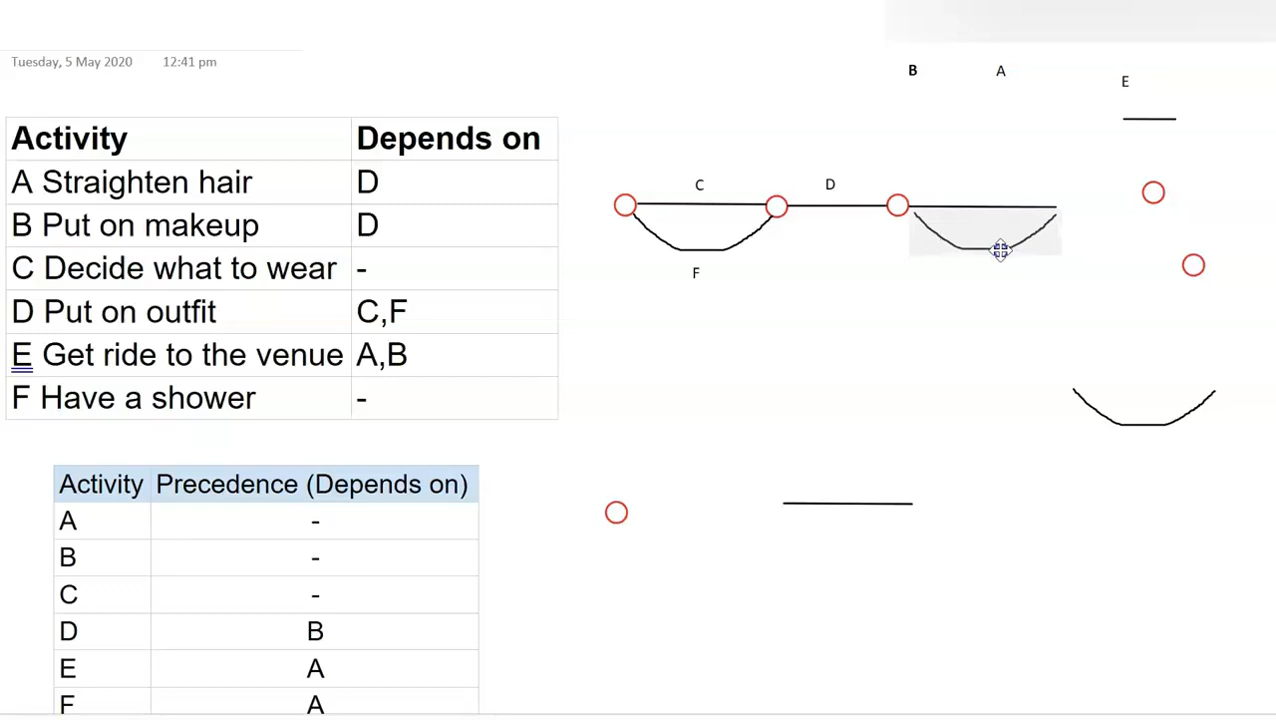 Tuesday, 5 May 2020 12:41 pm
B A
E
Activity Depends on
A Straighten hair D
B Put on makeup D
C Decide what to wear -
D Put on outfit C,F
E Get ride to the venue A,B
F Have a shower -
C D
F
Activity Precedence (Depends on)
A -
B -
C -
D B
E A
F A